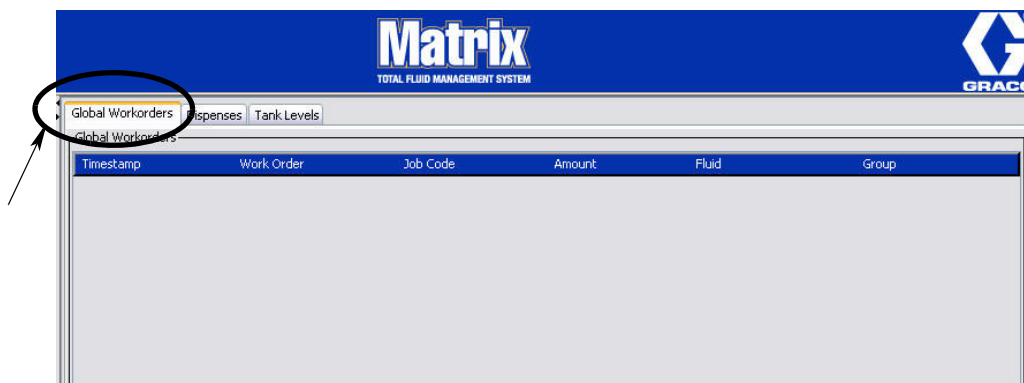 Matrix
TOTAL FLUID MANAGEMENT SYSTEM
GRACO
Global Workorders Dispenses Tank Levels
Global Workorders
Timestamp Work Order Job Code Amount Fluid Group